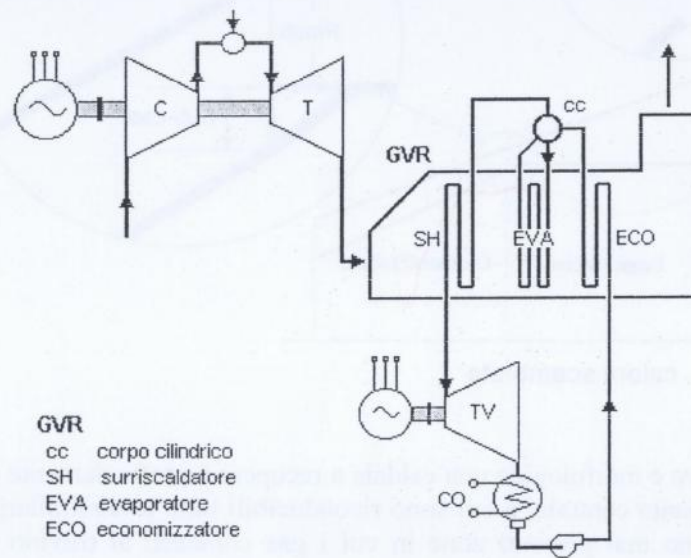 C
T
cc
GVR
SH
EVA
ECO
TV
CO
GVR
cc corpo cilindrico
SH surriscaldatore
EVA evaporatore
ECO economizzatore